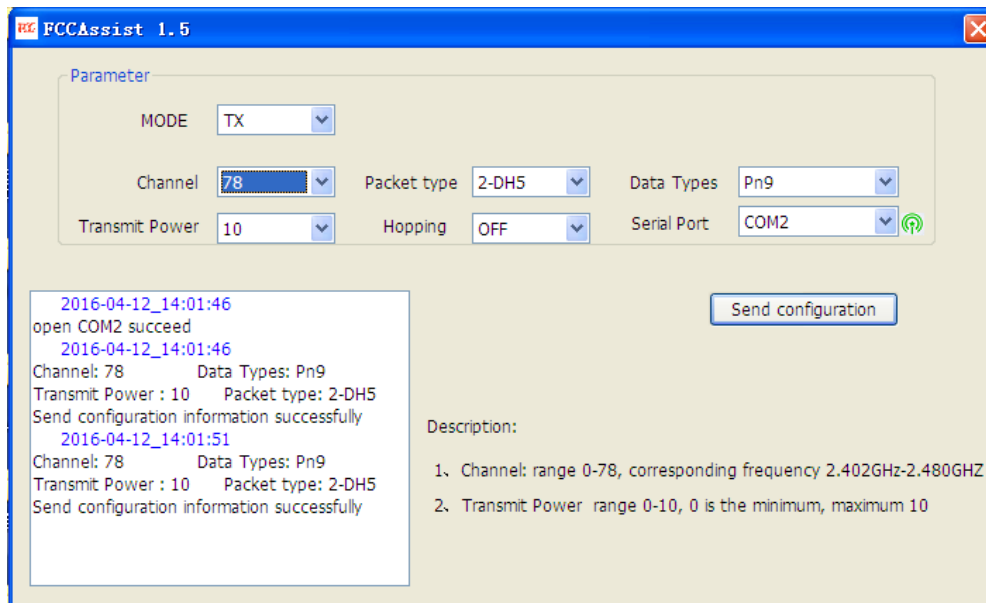 FCCAssist 1.5
Parameter
MODE TX
Channel 78 Packet type 2-DH5 Data Types Pn9
Transmit Power 10 Hopping OFF Serial Port COM2
2016-04-12_14:01:46
open COM2 succeed
2016-04-12_14:01:46
Channel: 78 Data Types: Pn9
Transmit Power : 10 Packet type: 2-DH5
Send configuration information successfully
2016-04-12_14:01:51
Channel: 78 Data Types: Pn9
Transmit Power : 10 Packet type: 2-DH5
Send configuration information successfully
Send configuration
Description:
1、Channel: range 0-78, corresponding frequency 2.402GHz-2.480GHZ
2、Transmit Power range 0-10, 0 is the minimum, maximum 10